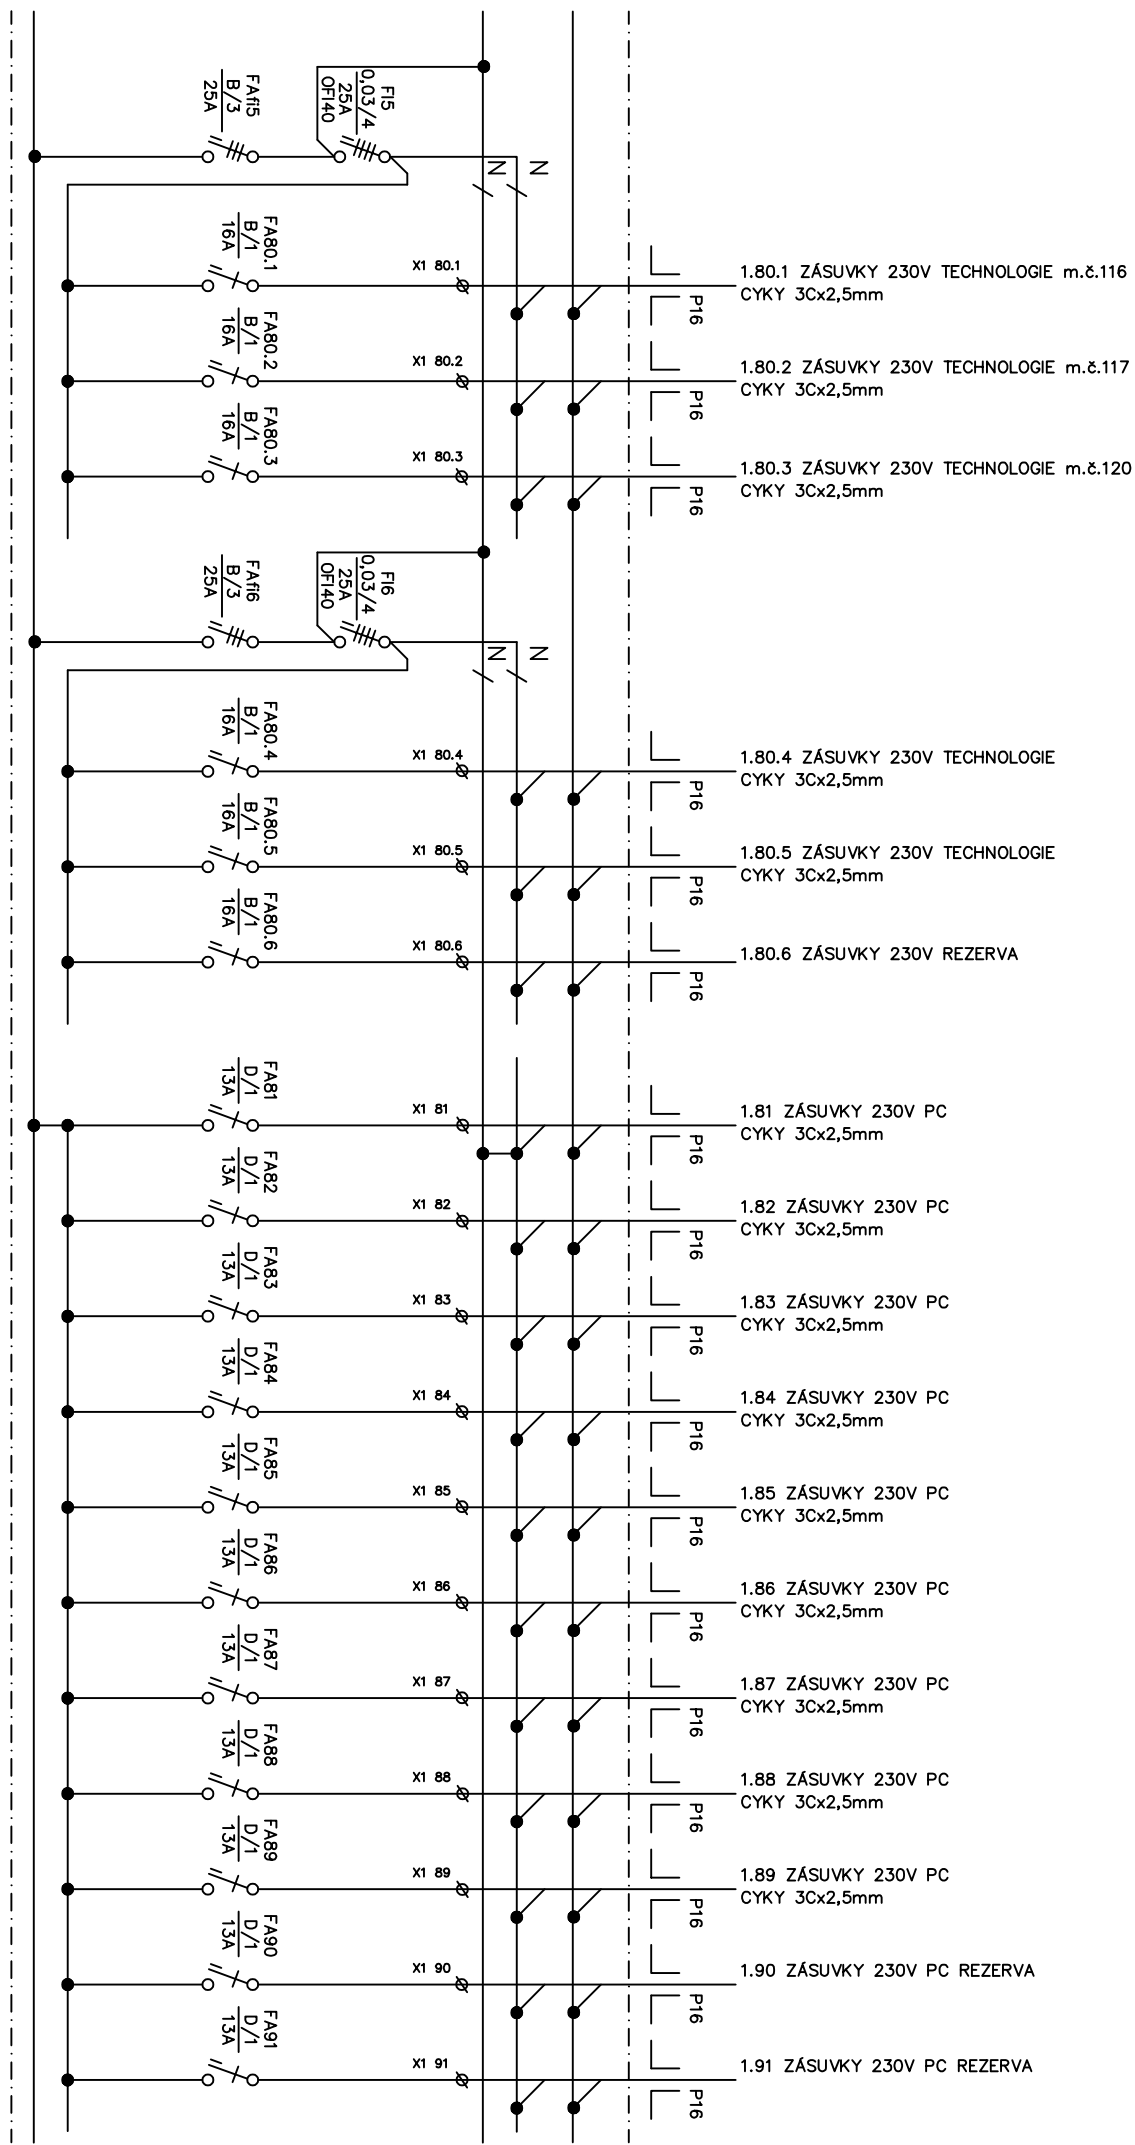 FAfi5
B/3
25A
FI5
0,03/4
25A
OFI40
N
N
FA80.1
B/1
16A
X1 80.1
P16
1.80.1 ZÁSUVKY 230V TECHNOLOGIE m.č.116
CYKY 3Cx2,5mm
FA80.2
B/1
16A
X1 80.2
P16
1.80.2 ZÁSUVKY 230V TECHNOLOGIE m.č.117
CYKY 3Cx2,5mm
FA80.3
B/1
16A
X1 80.3
P16
1.80.3 ZÁSUVKY 230V TECHNOLOGIE m.č.120
CYKY 3Cx2,5mm
FAfi6
B/3
25A
FI6
0,03/4
25A
OFI40
N
N
FA80.4
B/1
16A
X1 80.4
P16
1.80.4 ZÁSUVKY 230V TECHNOLOGIE
CYKY 3Cx2,5mm
FA80.5
B/1
16A
X1 80.5
P16
1.80.5 ZÁSUVKY 230V TECHNOLOGIE
CYKY 3Cx2,5mm
FA80.6
B/1
16A
X1 80.6
P16
1.80.6 ZÁSUVKY 230V REZERVA
FA81
D/1
13A
X1 81
P16
1.81 ZÁSUVKY 230V PC
CYKY 3Cx2,5mm
FA82
D/1
13A
X1 82
P16
1.82 ZÁSUVKY 230V PC
CYKY 3Cx2,5mm
FA83
D/1
13A
X1 83
P16
1.83 ZÁSUVKY 230V PC
CYKY 3Cx2,5mm
FA84
D/1
13A
X1 84
P16
1.84 ZÁSUVKY 230V PC
CYKY 3Cx2,5mm
FA85
D/1
13A
X1 85
P16
1.85 ZÁSUVKY 230V PC
CYKY 3Cx2,5mm
FA86
D/1
13A
X1 86
P16
1.86 ZÁSUVKY 230V PC
CYKY 3Cx2,5mm
FA87
D/1
13A
X1 87
P16
1.87 ZÁSUVKY 230V PC
CYKY 3Cx2,5mm
FA88
D/1
13A
X1 88
P16
1.88 ZÁSUVKY 230V PC
CYKY 3Cx2,5mm
FA89
D/1
13A
X1 89
P16
1.89 ZÁSUVKY 230V PC
CYKY 3Cx2,5mm
FA90
D/1
13A
X1 90
P16
1.90 ZÁSUVKY 230V PC REZERVA
FA91
D/1
13A
X1 91
P16
1.91 ZÁSUVKY 230V PC REZERVA